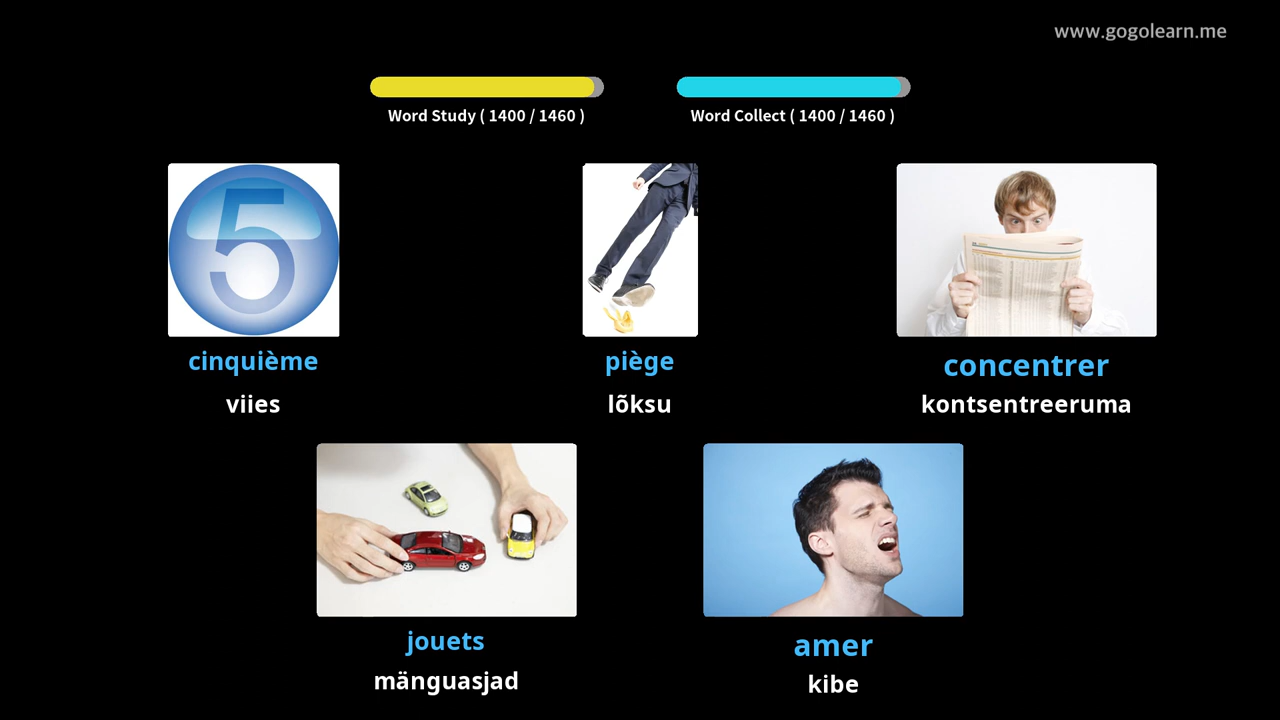 www.gogolearn.me
Word Study ( 1400 / 1460 )
Word Collect ( 1400 / 1460 )
5
cinquième
viies
piège
lõksu
concentrer
kontsentreeruma
jouets
mänguasjad
amer
kibe